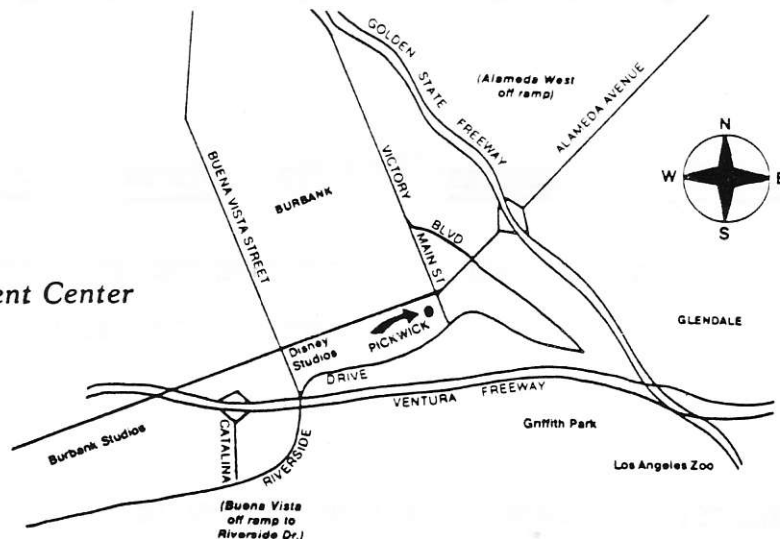 GOLDEN STATE FREEWAY
(Alameda West
off ramp)
ALAMEDA AVENUE
N
W E
S
BUENA VISTA STREET
BURBANK
VICTORY
BLVD
MAIN ST
ent Center
PICKWICK
GLENDALE
Disney
Studios
DRIVE
VENTURA FREEWAY
Griffith Park
Burbank Studios
CATALINA
RIVERSIDE
Los Angeles Zoo
(Buena Vista
off ramp to
Riverside Dr.)